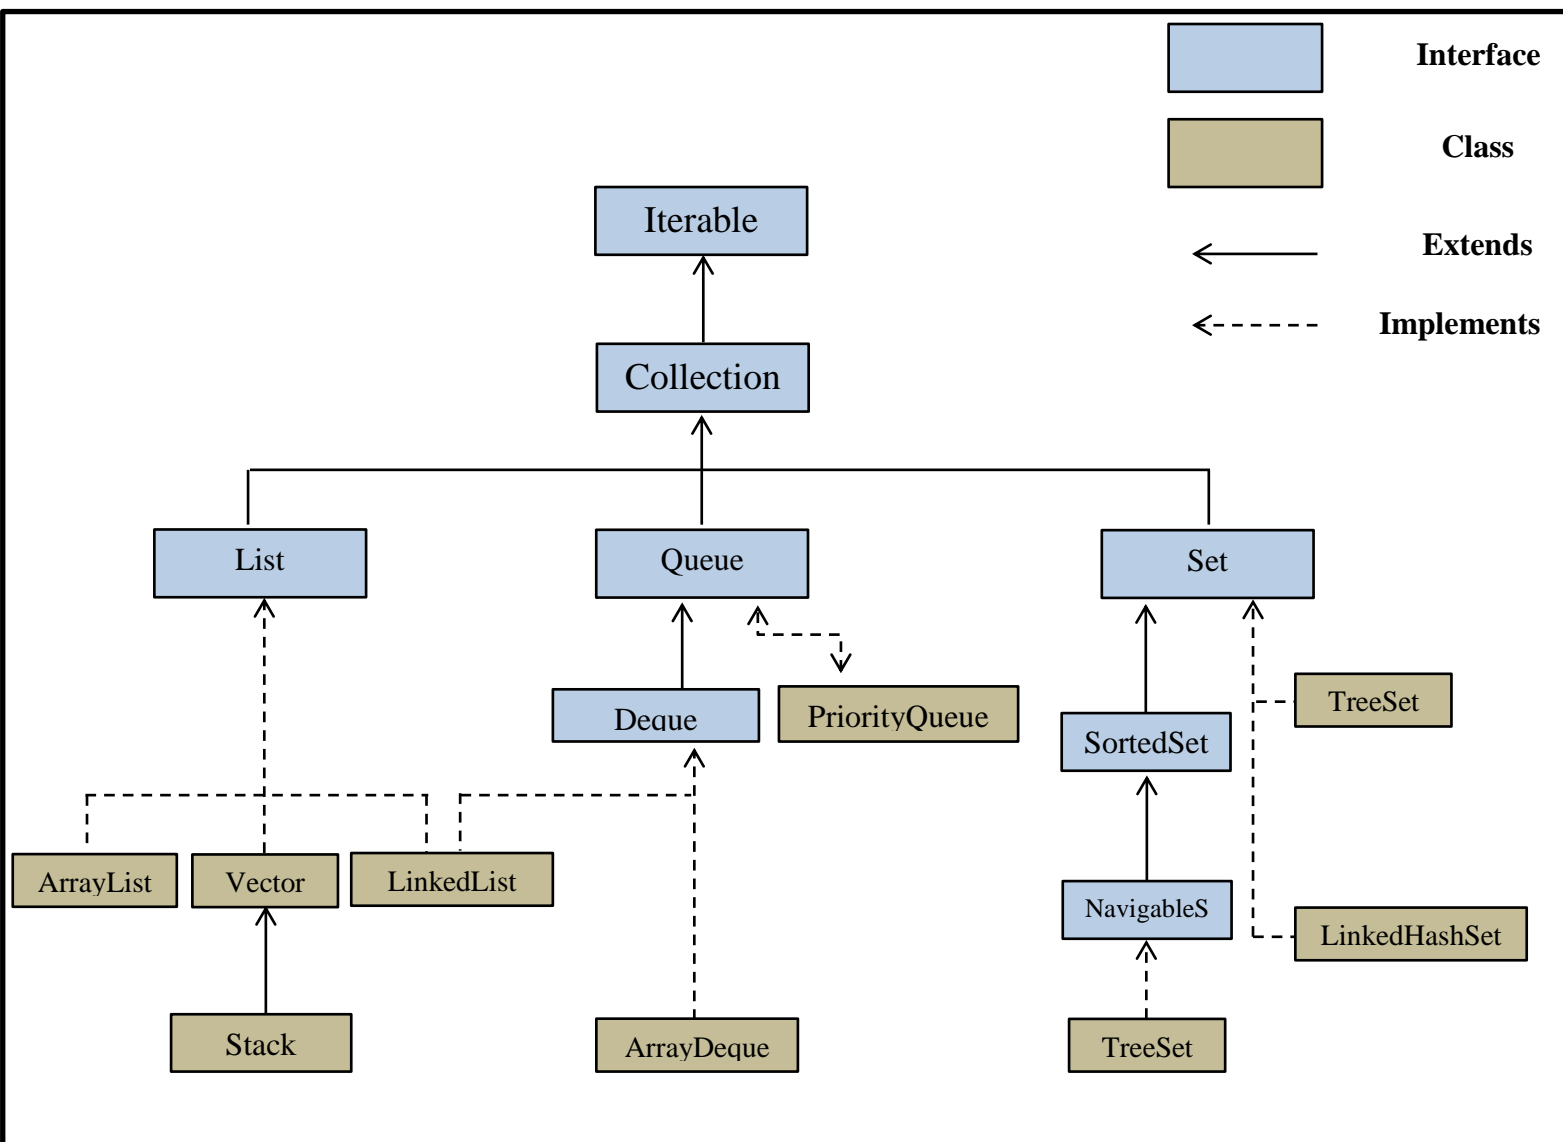 Interface
Class
Iterable
Extends
Implements
Collection
List
Queue
Set
Deque
PriorityQueue
TreeSet
SortedSet
ArrayList
Vector
LinkedList
NavigableS
LinkedHashSet
Stack
ArrayDeque
TreeSet